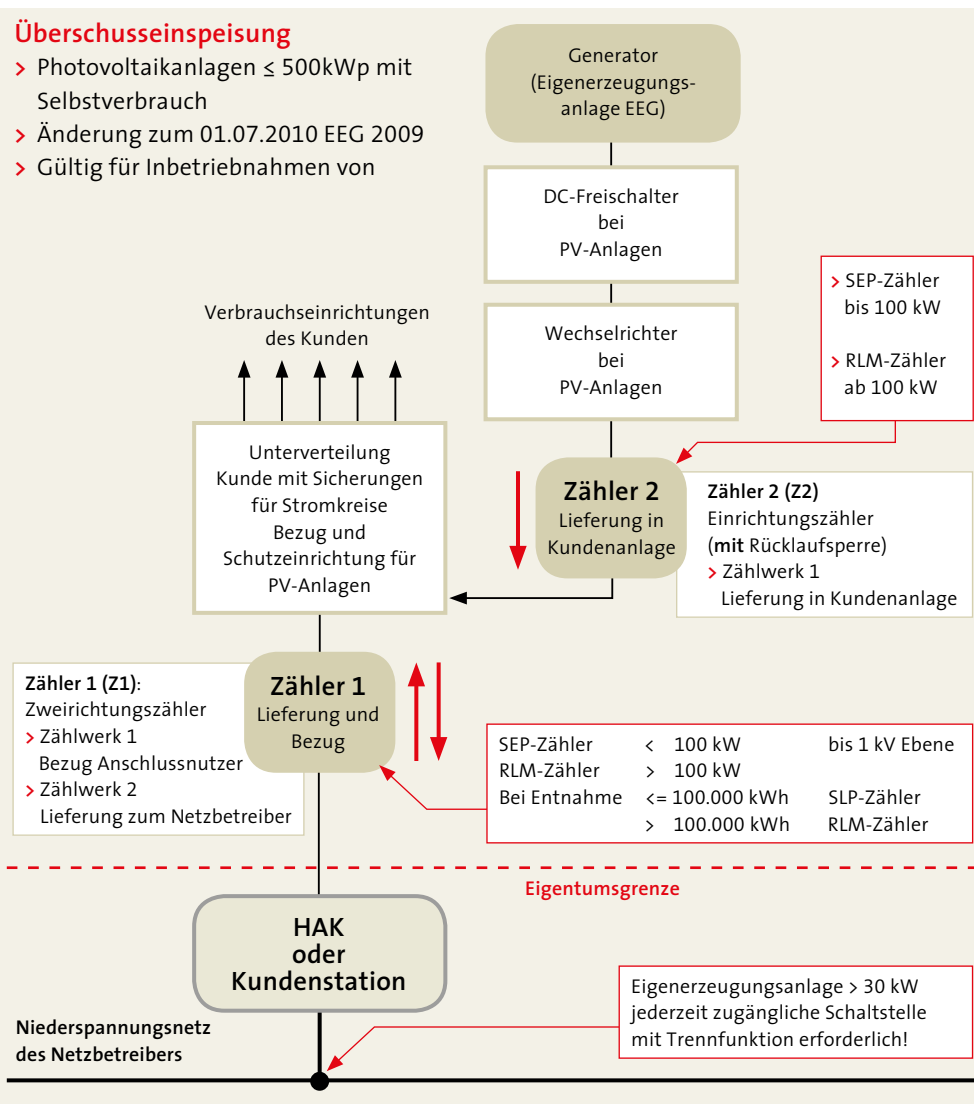 Überschusseinspeisung
> Photovoltaikanlagen ≤ 500kWp mit
Selbstverbrauch
> Änderung zum 01.07.2010 EEG 2009
> Gültig für Inbetriebnahmen von
Generator
(Eigenerzeugungs-
anlage EEG)
DC-Freischalter
bei
PV-Anlagen
Wechselrichter
bei
PV-Anlagen
> SEP-Zähler
bis 100 kW
> RLM-Zähler
ab 100 kW
Verbrauchseinrichtungen
des Kunden
Unterverteilung
Kunde mit Sicherungen
für Stromkreise
Bezug und
Schutzeinrichtung für
PV-Anlagen
Zähler 2
Lieferung in
Kundenanlage
Zähler 2 (Z2)
Einrichtungszähler
(mit Rücklaufsperre)
> Zählwerk 1
Lieferung in Kundenanlage
Zähler 1 (Z1):
Zweirichtungszähler
> Zählwerk 1
Bezug Anschlussnutzer
> Zählwerk 2
Lieferung zum Netzbetreiber
Zähler 1
Lieferung und
Bezug
SEP-Zähler < 100 kW bis 1 kV Ebene
RLM-Zähler > 100 kW
Bei Entnahme <= 100.000 kWh SLP-Zähler
> 100.000 kWh RLM-Zähler
Eigentumsgrenze
HAK
oder
Kundenstation
Eigenerzeugungsanlage > 30 kW
jederzeit zugängliche Schaltstelle
mit Trennfunktion erforderlich!
Niederspannungsnetz
des Netzbetreibers